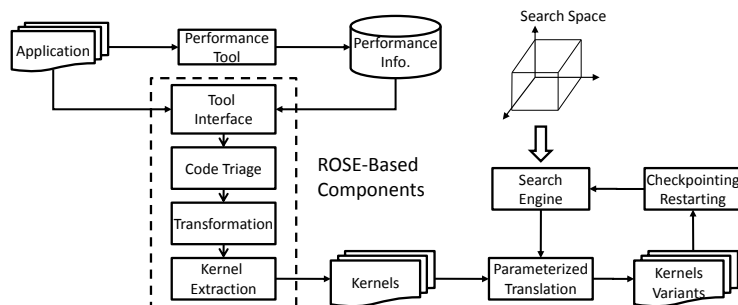 Search Space
Application
Performance
Tool
Performance
Info.
Tool
Interface
Code Triage
ROSE-Based
Components
Transformation
Kernel
Extraction
Kernels
Search
Engine
Checkpointing
Restarting
Parameterized
Translation
Kernels
Variants